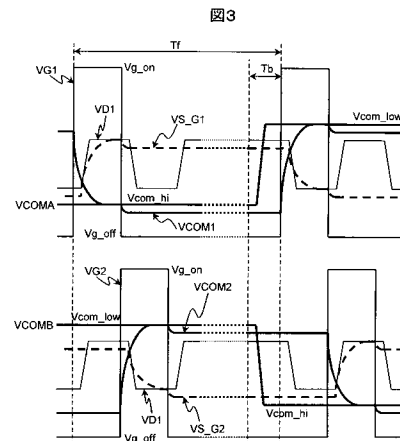 図3
Tf
VG1
Vg_on
Tb
VD1
VS_G1
Vcom_low
VCOMA
Vcom_hi
Vg_off
VCOM1
VG2
Vg_on
VCOM2
Vcom_low
VCOMB
VD1
Vcom_hi
VS_G2
Vg_off